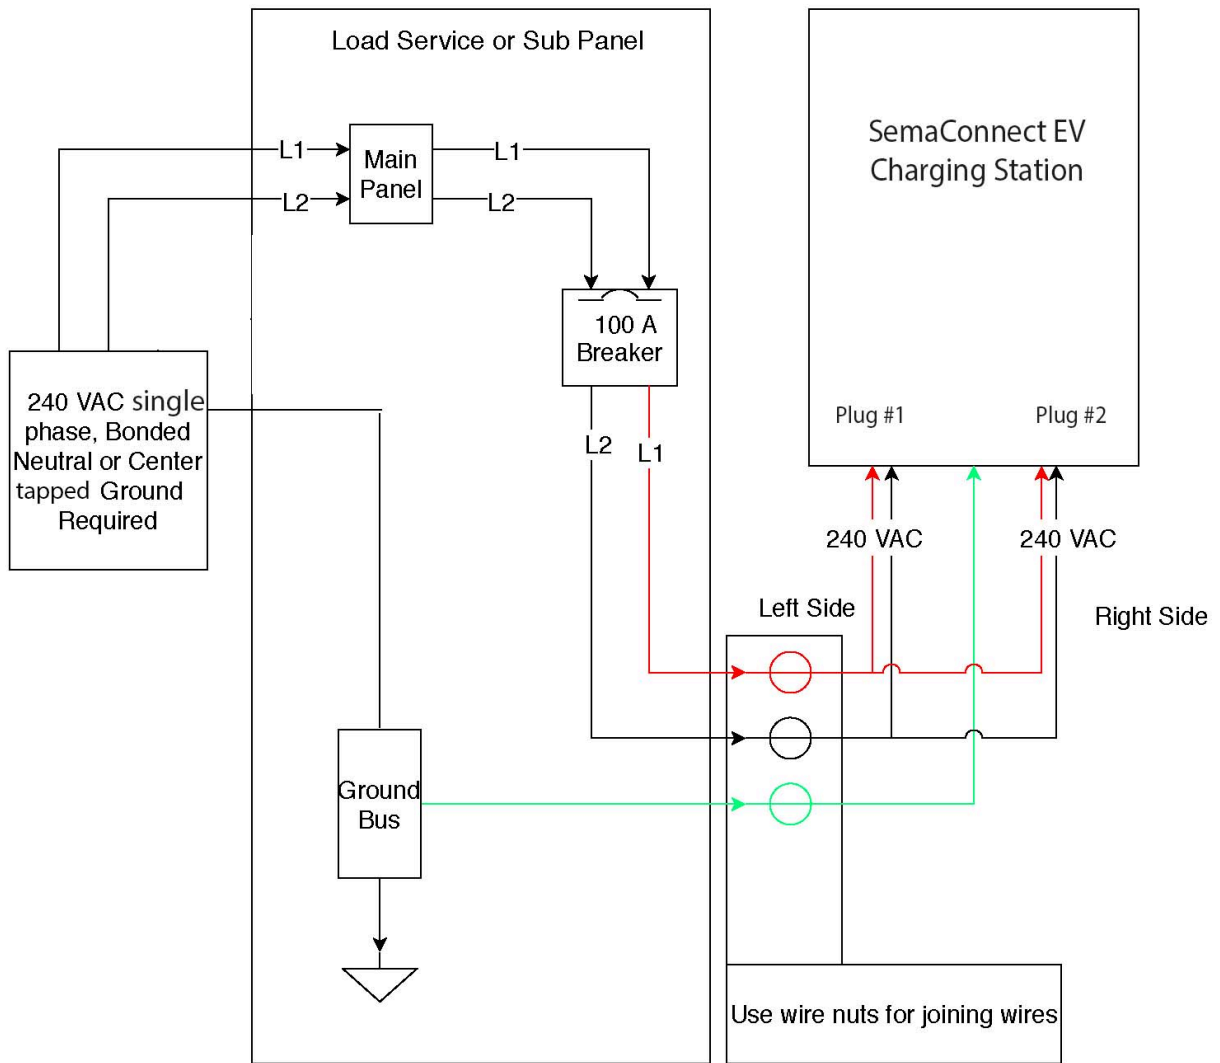 Load Service or Sub Panel
SemaConnect EV
Charging Station
L1
Main
Panel
L1
L2
L2
100 A
Breaker
240 VAC single
phase, Bonded
Neutral or Center
tapped Ground
Required
L2
L1
Plug #1
Plug #2
240 VAC
240 VAC
Left Side
Right Side
Ground
Bus
Use wire nuts for joining wires